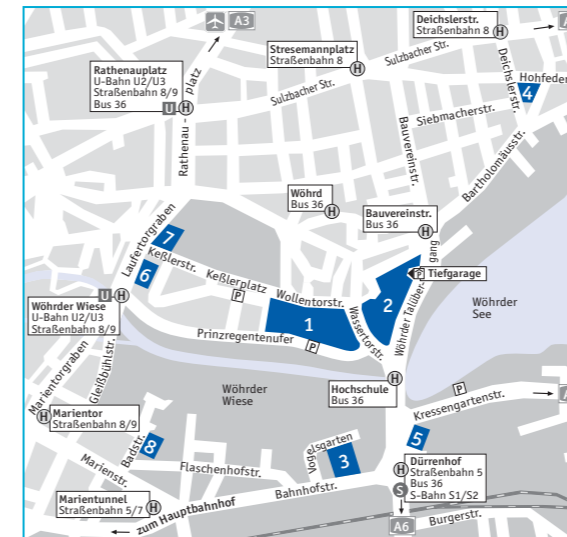 A3
Deichslerstr.
Straßenbahn 8
Stresemannplatz
Straßenbahn 8
Sulzbacher Str.
Rathenauplatz
U-Bahn U2/U3
Straßenbahn 8/9
Bus 36
U
H
H
H
Rathenau - platz
Sulzbacher Str.
Deichslerstr.
Hohfeder
4
Siebmacherstr.
Bauvereinstr.
Bartholomäusstr.
Wöhrd
Bus 36
H
Bauvereinstr.
Bus 36
H
Laufertorgraben
7
6
Keßlerstr.
Keßlerplatz
P
Wollentorstr.
1
2
Wassertorstr.
Wöhrder Talübergang
P
Tiefgarage
Wöhrder
See
U
H
Wöhrder Wiese
U-Bahn U2/U3
Straßenbahn 8/9
Prinzregentenufer
P
Marientorgraben
Gleißbühlstr.
Wöhrder
Wiese
Hochschule
Bus 36
H
P
Kressengartenstr.
H
Marientor
Straßenbahn 8/9
Badstr.
8
Vogelsgarten
3
5
Marienstr.
Flaschenhofstr.
Bahnhofstr.
H
S
Dürrenhof
Straßenbahn 5
Bus 36
S-Bahn S1/S2
Marientunnel
Straßenbahn 5/7
H
zum Hauptbahnhof
A6
Burgerstr.